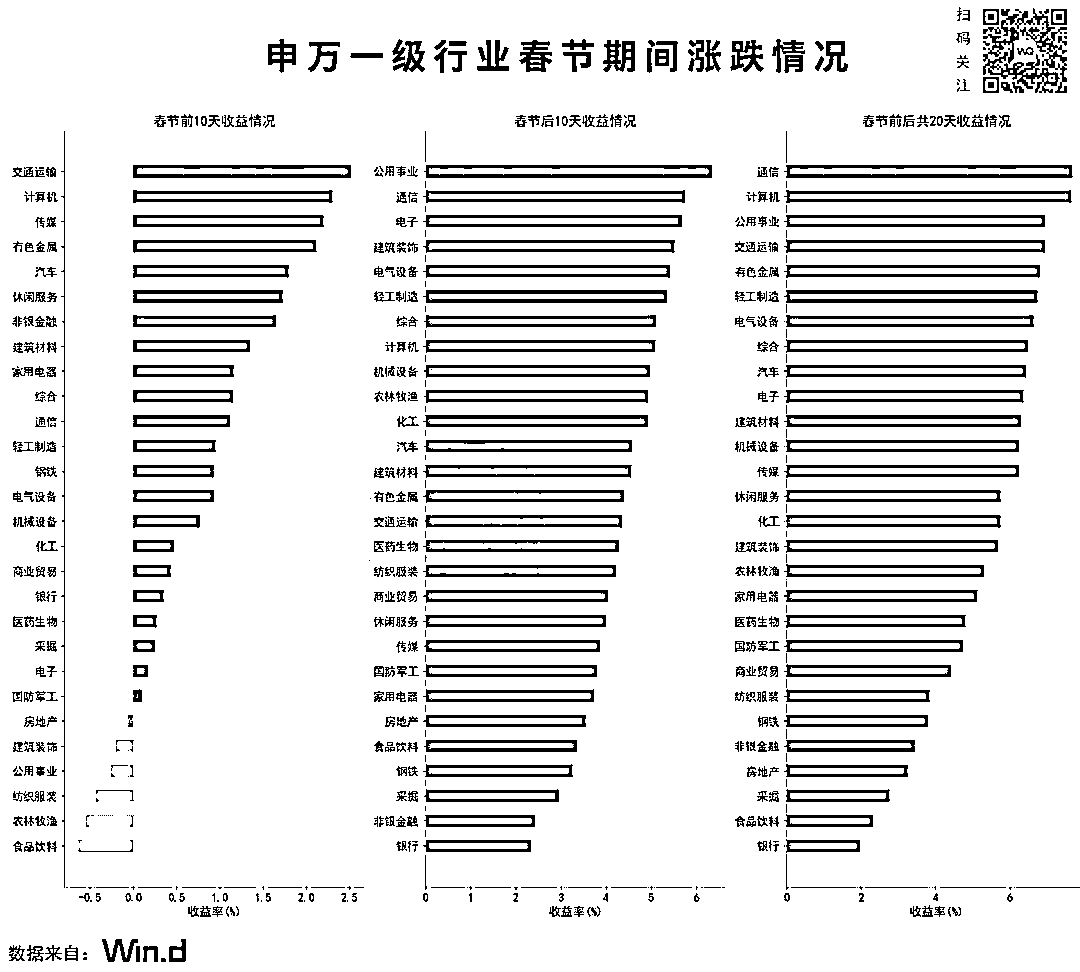 扫
码
关
注
申万一级行业春节期间涨跌情况
春节前10天收益情况
交通运输
计算机
传媒
有色金属
汽车
休闲服务
非银金融
建筑材料
家用电器
综合
通信
轻工制造
钢铁
电气设备
机械设备
化工
商业贸易
银行
医药生物
采掘
电子
国防军工
房地产
建筑装饰
公用事业
纺织服装
农林牧渔
食品饮料
-0.5 0.0 0.5 1.0 1.5 2.0 2.5
收益率(%)
春节后10天收益情况
公用事业
通信
电子
建筑装饰
电气设备
轻工制造
综合
计算机
机械设备
农林牧渔
化工
汽车
建筑材料
有色金属
交通运输
医药生物
纺织服装
商业贸易
休闲服务
传媒
国防军工
家用电器
房地产
食品饮料
钢铁
采掘
非银金融
银行
0 1 2 3 4 5 6
收益率(%)
春节前后共20天收益情况
通信
计算机
公用事业
交通运输
有色金属
轻工制造
电气设备
综合
汽车
电子
建筑材料
机械设备
传媒
休闲服务
化工
建筑装饰
农林牧渔
家用电器
医药生物
国防军工
商业贸易
纺织服装
钢铁
非银金融
房地产
采掘
食品饮料
银行
0 2 4 6
收益率(%)
数据来自: Win.d